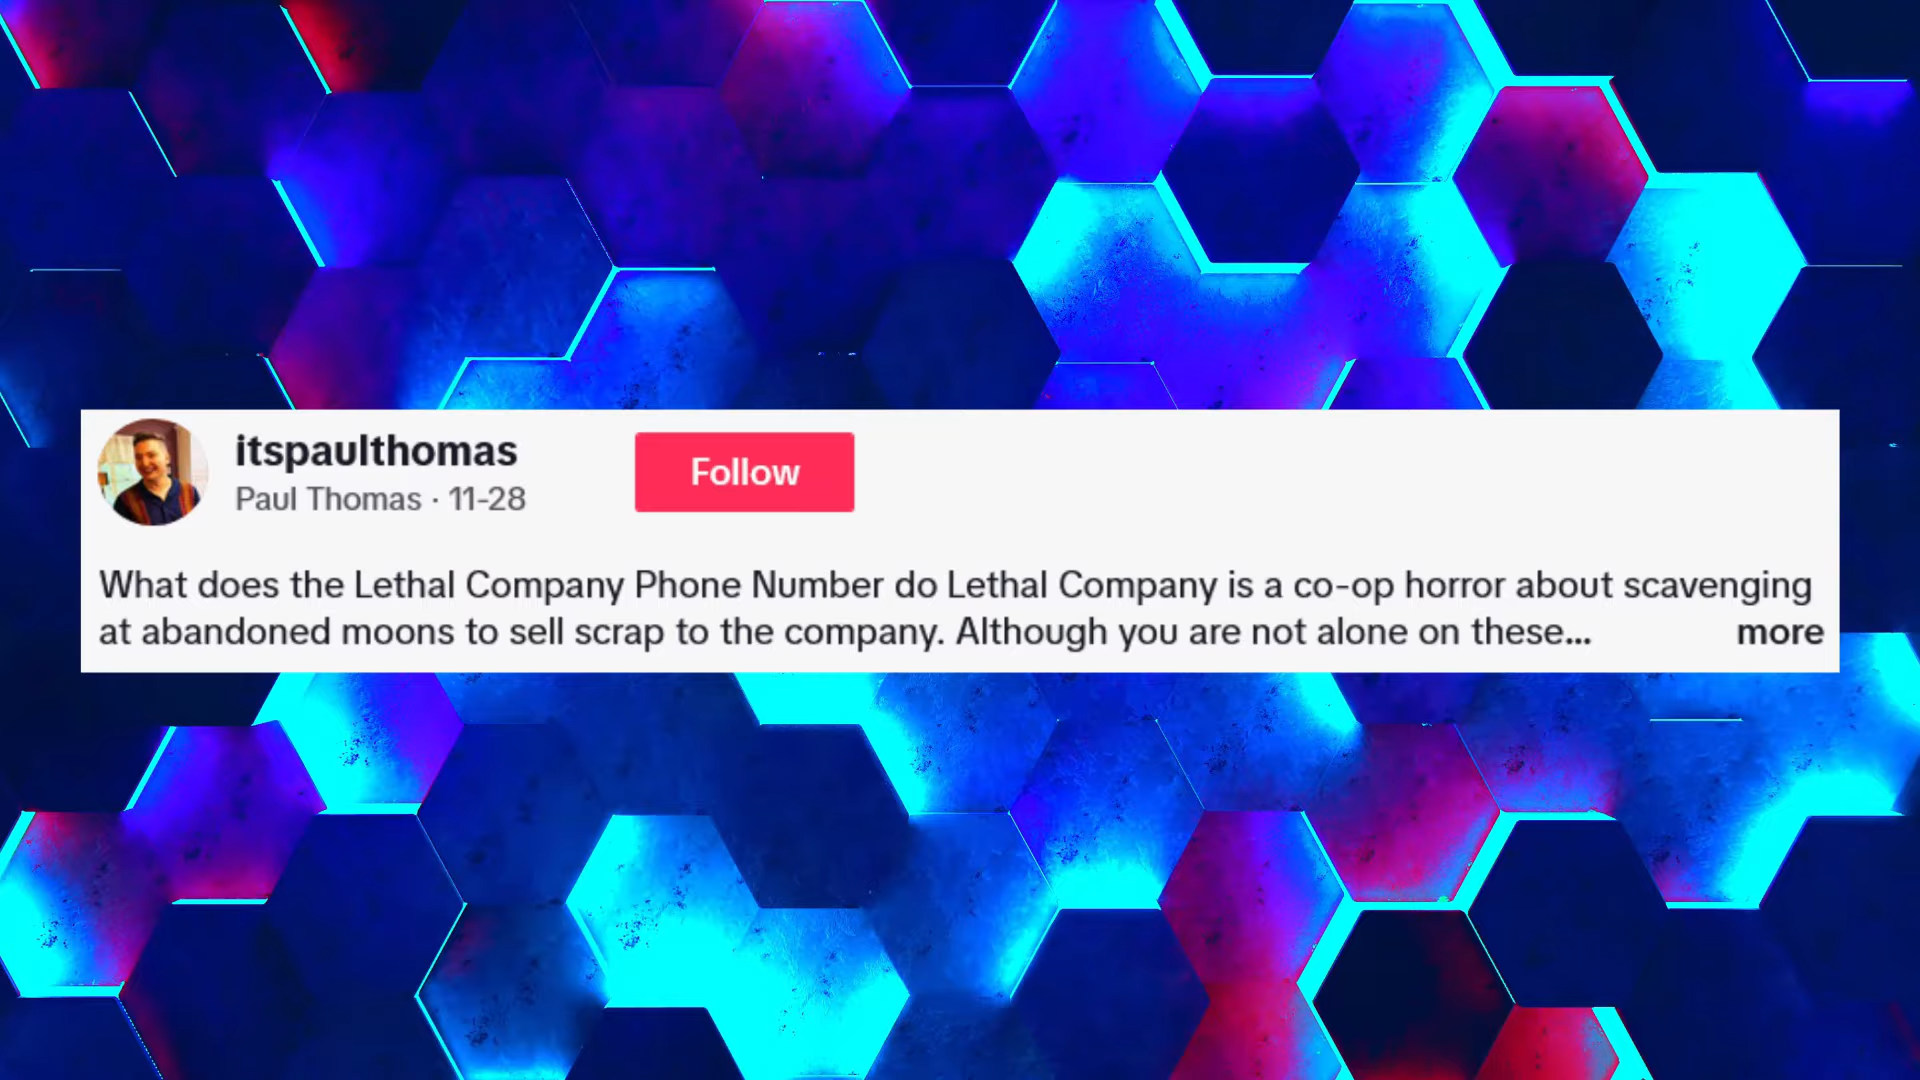 itspaulthomas
Paul Thomas · 11-28
Follow
What does the Lethal Company Phone Number do Lethal Company is a co-op horror about scavenging
at abandoned moons to sell scrap to the company. Although you are not alone on these...
more